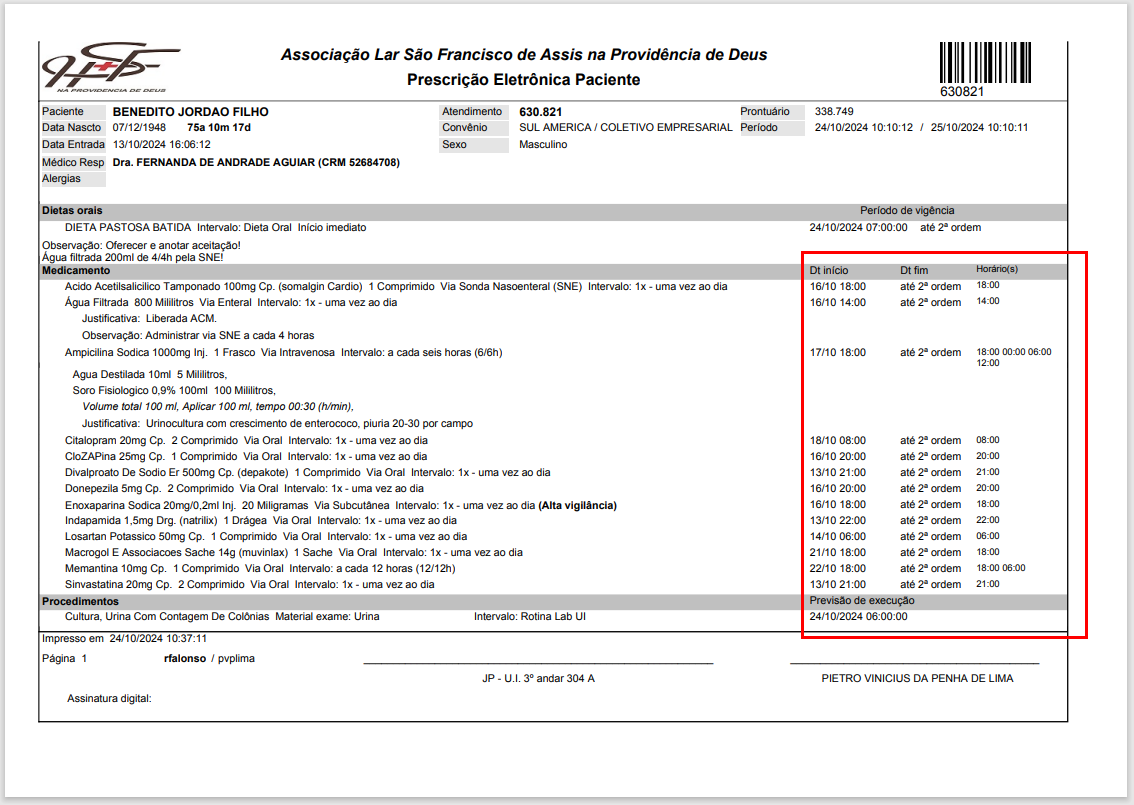 NA PROVIDENCIA DE DEUS
Associação Lar São Francisco de Assis na Providência de Deus
Prescrição Eletrônica Paciente
630821
Paciente BENEDITO JORDAO FILHO Atendimento 630.821 Prontuário 338.749
Data Nascto 07/12/1948 75a 10m 17d Convênio SUL AMERICA / COLETIVO EMPRESARIAL Período 24/10/2024 10:10:12 / 25/10/2024 10:10:11
Data Entrada 13/10/2024 16:06:12 Sexo Masculino
Médico Resp Dra. FERNANDA DE ANDRADE AGUIAR (CRM 52684708)
Alergias
Dietas orais Período de vigência
DIETA PASTOSA BATIDA Intervalo: Dieta Oral Início imediato 24/10/2024 07:00:00 até 2ª ordem
Observação: Oferecer e anotar aceitação!
Água filtrada 200ml de 4/4h pela SNE!
Medicamento Dt início Dt fim Horário(s)
Acido Acetilsalicilico Tamponado 100mg Cp. (somalgin Cardio) 1 Comprimido Via Sonda Nasoenteral (SNE) Intervalo: 1x - uma vez ao dia 16/10 18:00 até 2ª ordem 18:00
Água Filtrada 800 Mililitros Via Enteral Intervalo: 1x - uma vez ao dia 16/10 14:00 até 2ª ordem 14:00
Justificativa: Liberada ACM.
Observação: Administrar via SNE a cada 4 horas
Ampicilina Sodica 1000mg Inj. 1 Frasco Via Intravenosa Intervalo: a cada seis horas (6/6h) 17/10 18:00 até 2ª ordem 18:00 00:00 06:00
12:00
Agua Destilada 10ml 5 Mililitros,
Soro Fisiologico 0,9% 100ml 100 Mililitros,
Volume total 100 ml, Aplicar 100 ml, tempo 00:30 (h/min),
Justificativa: Urinocultura com crescimento de enterococo, piuria 20-30 por campo
Citalopram 20mg Cp. 2 Comprimido Via Oral Intervalo: 1x - uma vez ao dia 18/10 08:00 até 2ª ordem 08:00
CloZAPina 25mg Cp. 1 Comprimido Via Oral Intervalo: 1x - uma vez ao dia 16/10 20:00 até 2ª ordem 20:00
Divalproato De Sodio Er 500mg Cp. (depakote) 1 Comprimido Via Oral Intervalo: 1x - uma vez ao dia 13/10 21:00 até 2ª ordem 21:00
Donepezila 5mg Cp. 2 Comprimido Via Oral Intervalo: 1x - uma vez ao dia 16/10 20:00 até 2ª ordem 20:00
Enoxaparina Sodica 20mg/0,2ml Inj. 20 Miligramas Via Subcutânea Intervalo: 1x - uma vez ao dia (Alta vigilância) 16/10 18:00 até 2ª ordem 18:00
Indapamida 1,5mg Drg. (natrilix) 1 Drágea Via Oral Intervalo: 1x - uma vez ao dia 13/10 22:00 até 2ª ordem 22:00
Losartan Potassico 50mg Cp. 1 Comprimido Via Oral Intervalo: 1x - uma vez ao dia 14/10 06:00 até 2ª ordem 06:00
Macrogol E Associacoes Sache 14g (muvinlax) 1 Sache Via Oral Intervalo: 1x - uma vez ao dia 21/10 18:00 até 2ª ordem 18:00
Memantina 10mg Cp. 1 Comprimido Via Oral Intervalo: a cada 12 horas (12/12h) 22/10 18:00 até 2ª ordem 18:00 06:00
Sinvastatina 20mg Cp. 2 Comprimido Via Oral Intervalo: 1x - uma vez ao dia 13/10 21:00 até 2ª ordem 21:00
Procedimentos Previsão de execução
Cultura, Urina Com Contagem De Colônias Material exame: Urina Intervalo: Rotina Lab UI 24/10/2024 06:00:00
Impresso em 24/10/2024 10:37:11
Página 1 rfalonso / pvplima
JP - U.I. 3º andar 304 A PIETRO VINICIUS DA PENHA DE LIMA
Assinatura digital: